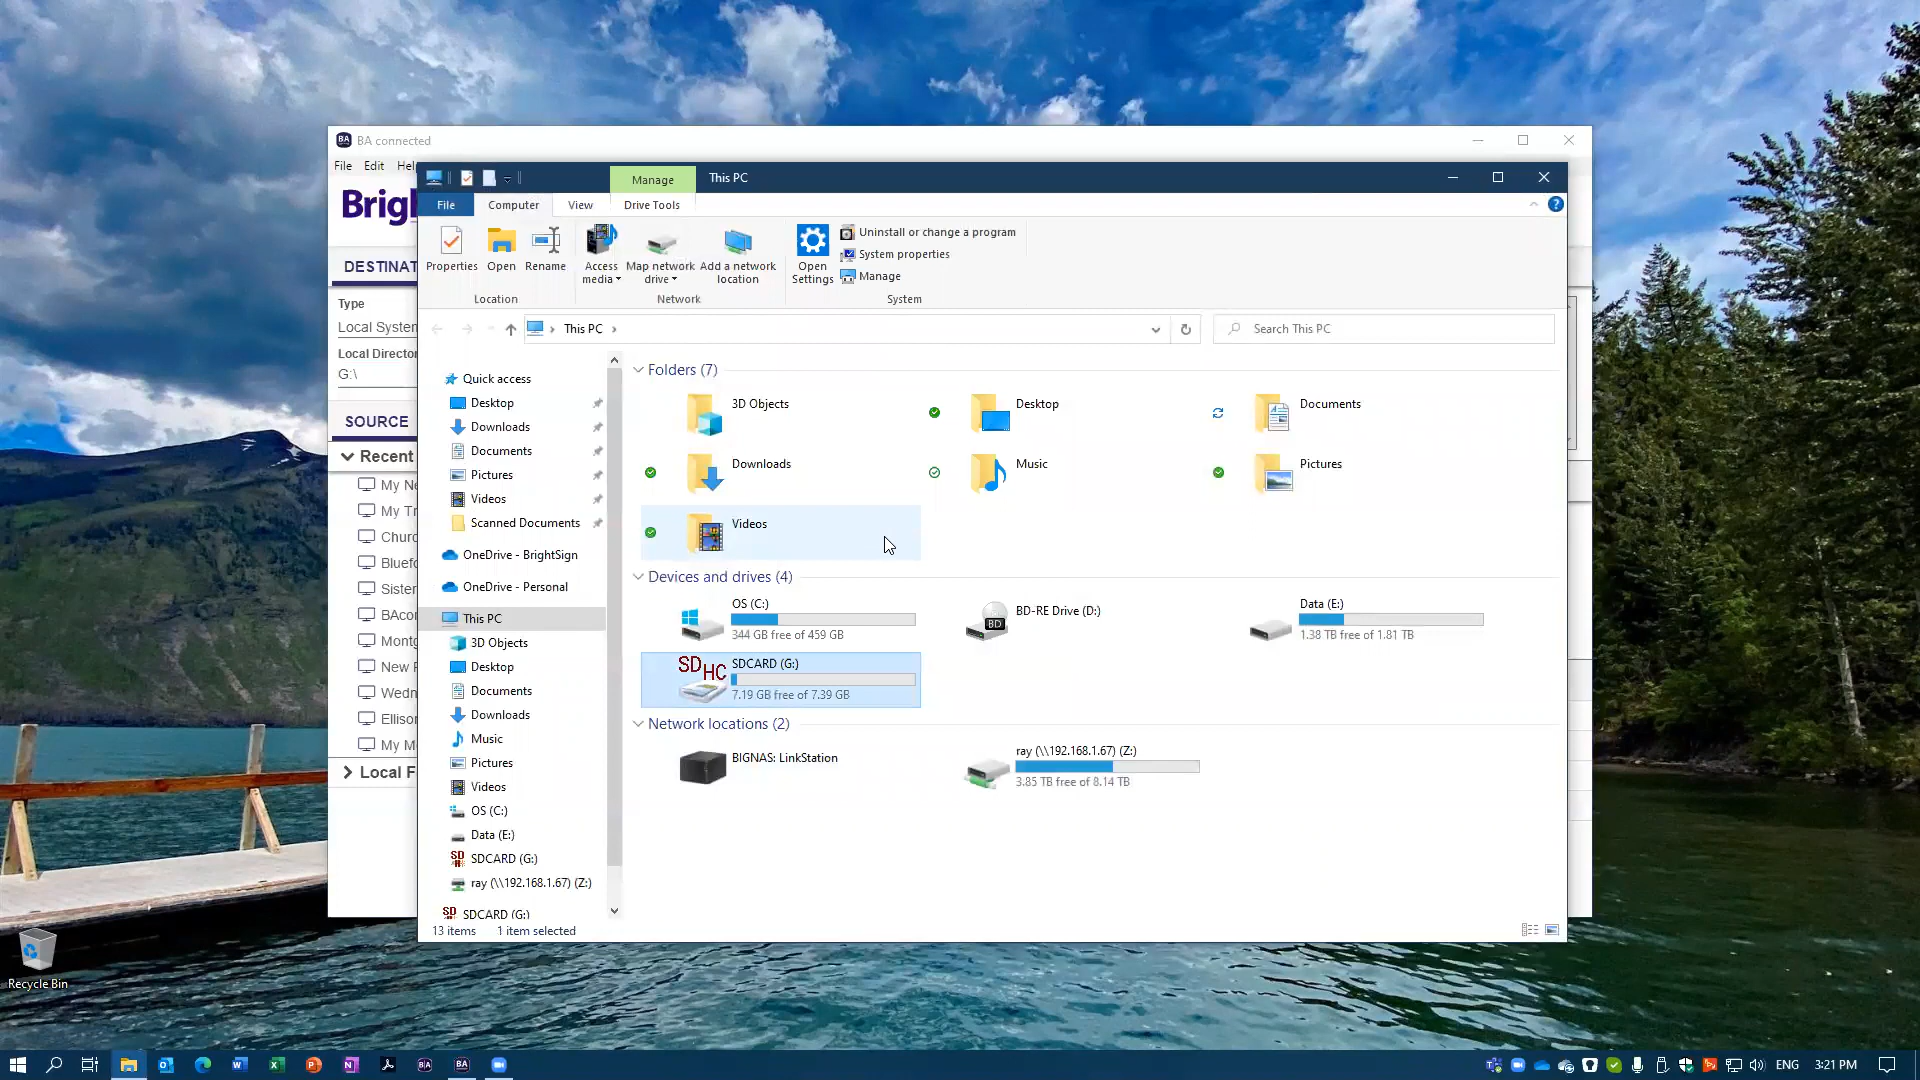 BA connected
File Edit Help
Brig
DESTINAT
Type
Local System
Local Director
G:\
SOURCE
Recent
My Ne
My Tr
Churc
Bluefo
Sister
BAcor
Montg
New F
Wedn
Elliso
My M
Local F
Manage This PC
File Computer View Drive Tools
Properties Open Rename
Location
Access media
Map network drive
Add a network location
Network
Open Settings
Uninstall or change a program
System properties
Manage
System
This PC
Search This PC
Quick access
Desktop
Downloads
Documents
Pictures
Videos
Scanned Documents
OneDrive - BrightSign
OneDrive - Personal
This PC
3D Objects
Desktop
Documents
Downloads
Music
Pictures
Videos
OS (C:)
Data (E:)
SDCARD (G:)
ray (\\192.168.1.67) (Z:)
SDCARD (G:)
Folders (7)
3D Objects
Desktop
Documents
Downloads
Music
Pictures
Videos
Devices and drives (4)
OS (C:)
344 GB free of 459 GB
BD
BD-RE Drive (D:)
Data (E:)
1.38 TB free of 1.81 TB
SDHC
SDCARD (G:)
7.19 GB free of 7.39 GB
Network locations (2)
BIGNAS: LinkStation
ray (\\192.168.1.67) (Z:)
3.85 TB free of 8.14 TB
13 items 1 item selected
Recycle Bin
ENG 3:21 PM